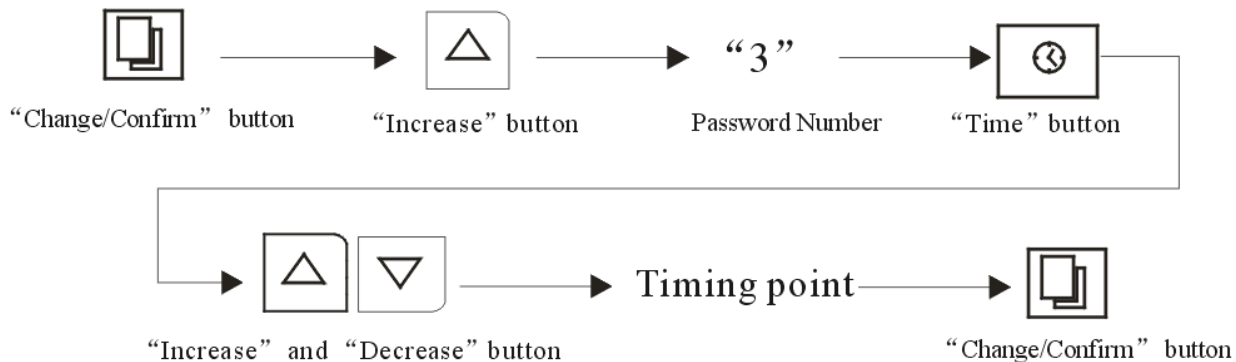 “3”
“Change/Confirm” button
“Increase” button
Password Number
“Time” button
Timing point
“Increase” and “Decrease” button
“Change/Confirm” button